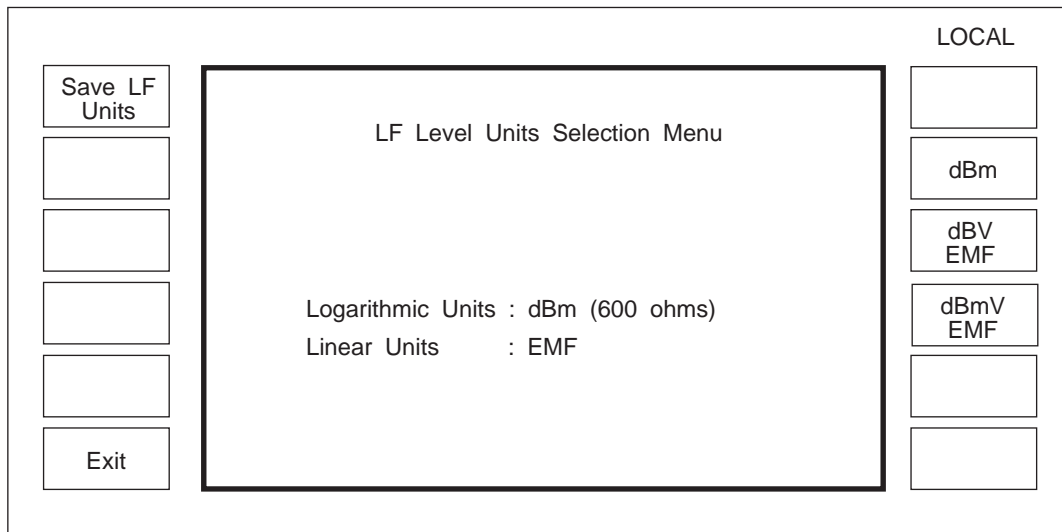 LOCAL
Save LF
Units
LF Level Units Selection Menu
dBm
dBV
EMF
Logarithmic Units : dBm (600 ohms)
Linear Units : EMF
dBmV
EMF
Exit